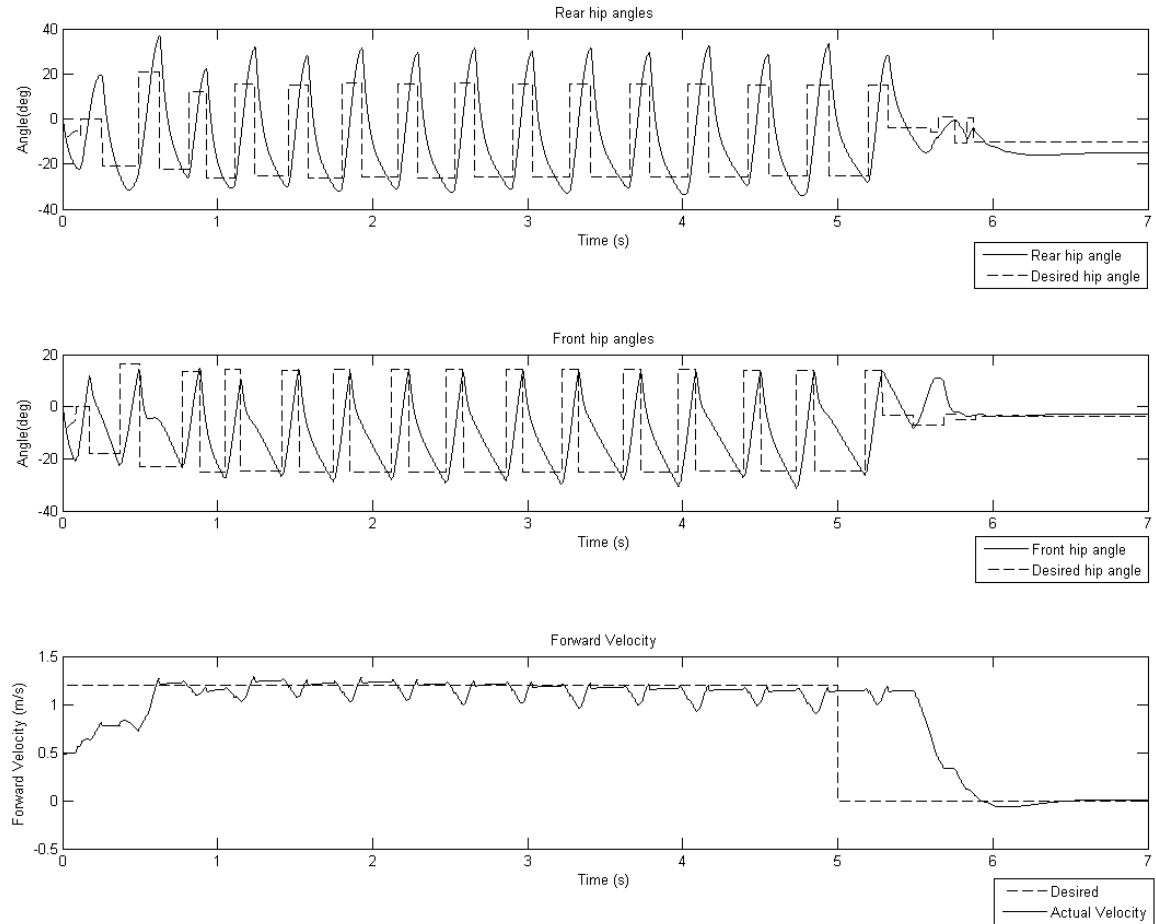 Rear hip angles
40
20
0
-20
-40
Angle(deg)
0 1 2 3 4 5 6 7
Time (s)
Rear hip angle
Desired hip angle
Front hip angles
20
0
-20
-40
Angle(deg)
0 1 2 3 4 5 6 7
Time (s)
Front hip angle
Desired hip angle
Forward Velocity
1.5
1
0.5
0
-0.5
Forward Velocity (m/s)
0 1 2 3 4 5 6 7
Time (s)
Desired
Actual Velocity